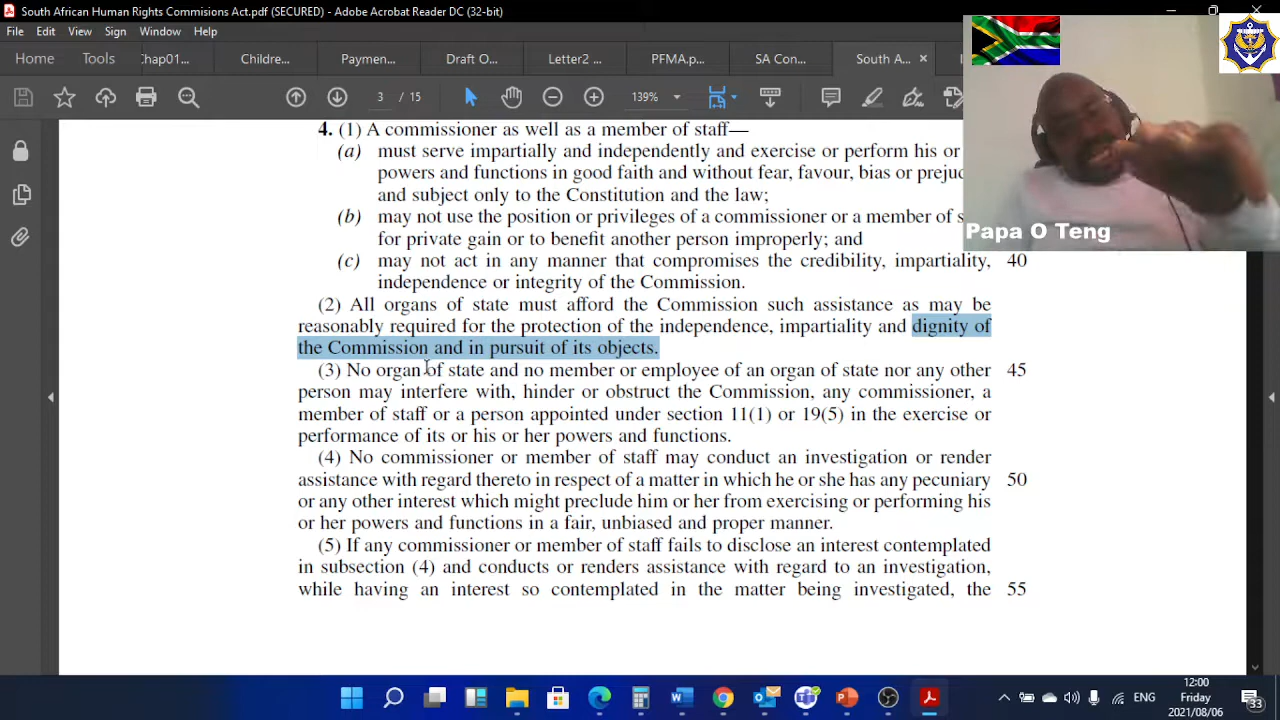 South African Human Rights Commisions Act.pdf (SECURED) - Adobe Acrobat Reader DC (32-bit)
File Edit View Sign Window Help
Home Tools Chap01... Childre... Paymen... Draft O... Letter2 ... PFMA.p... SA Con... South A...
3 / 15 139%
4. (1) A commissioner as well as a member of staff—
(a) must serve impartially and independently and exercise or perform his or
powers and functions in good faith and without fear, favour, bias or
and subject only to the Constitution and the law;
(b) may not use the position or privileges of a commissioner or a member of
for private gain or to benefit another person improperly; and
Papa O Teng
(c) may not act in any manner that compromises the credibility, impartiality, 40
independence or integrity of the Commission.
(2) All organs of state must afford the Commission such assistance as may be
reasonably required for the protection of the independence, impartiality and dignity of
the Commission and in pursuit of its objects.
(3) No organ of state and no member or employee of an organ of state nor any other 45
person may interfere with, hinder or obstruct the Commission, any commissioner, a
member of staff or a person appointed under section 11(1) or 19(5) in the exercise or
performance of its or his or her powers and functions.
(4) No commissioner or member of staff may conduct an investigation or render
assistance with regard thereto in respect of a matter in which he or she has any pecuniary 50
or any other interest which might preclude him or her from exercising or performing his
or her powers and functions in a fair, unbiased and proper manner.
(5) If any commissioner or member of staff fails to disclose an interest contemplated
in subsection (4) and conducts or renders assistance with regard to an investigation,
while having an interest so contemplated in the matter being investigated, the 55
ENG
12:00
Friday
2021/08/06
33